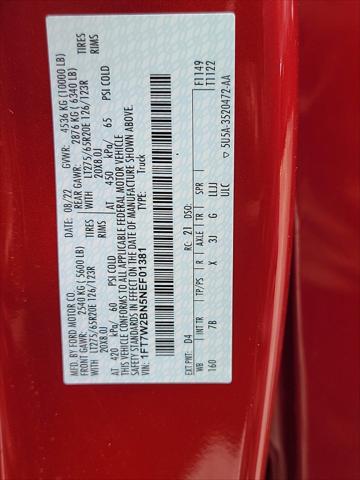 MFD. BY FORD MOTOR CO.
DATE: 08/22 GVWR: 4536 KG (10000 LB)
FRONT GAWR: 2540 KG (5600 LB) REAR GAWR: 2876 KG (6340 LB)
WITH LT275/65R20E 126/123R TIRES WITH LT275/65R20E 126/123R TIRES
20X8.0J RIMS 20X8.0J RIMS
AT 420 kPa/ 60 PSI COLD AT 450 kPa/ 65 PSI COLD
THIS VEHICLE CONFORMS TO ALL APPLICABLE FEDERAL MOTOR VEHICLE
SAFETY STANDARDS IN EFFECT ON THE DATE OF MANUFACTURE SHOWN ABOVE.
VIN: 1FT7W2BN5NEF01381 TYPE: Truck
F1149
T1122
EXT PNT: D4 RC: 21 DSO:
WB INT TR TP/PS R AXLE TR SPR
160 7B X 3J G LLJJ
ULC
5U5A-3520472-AA